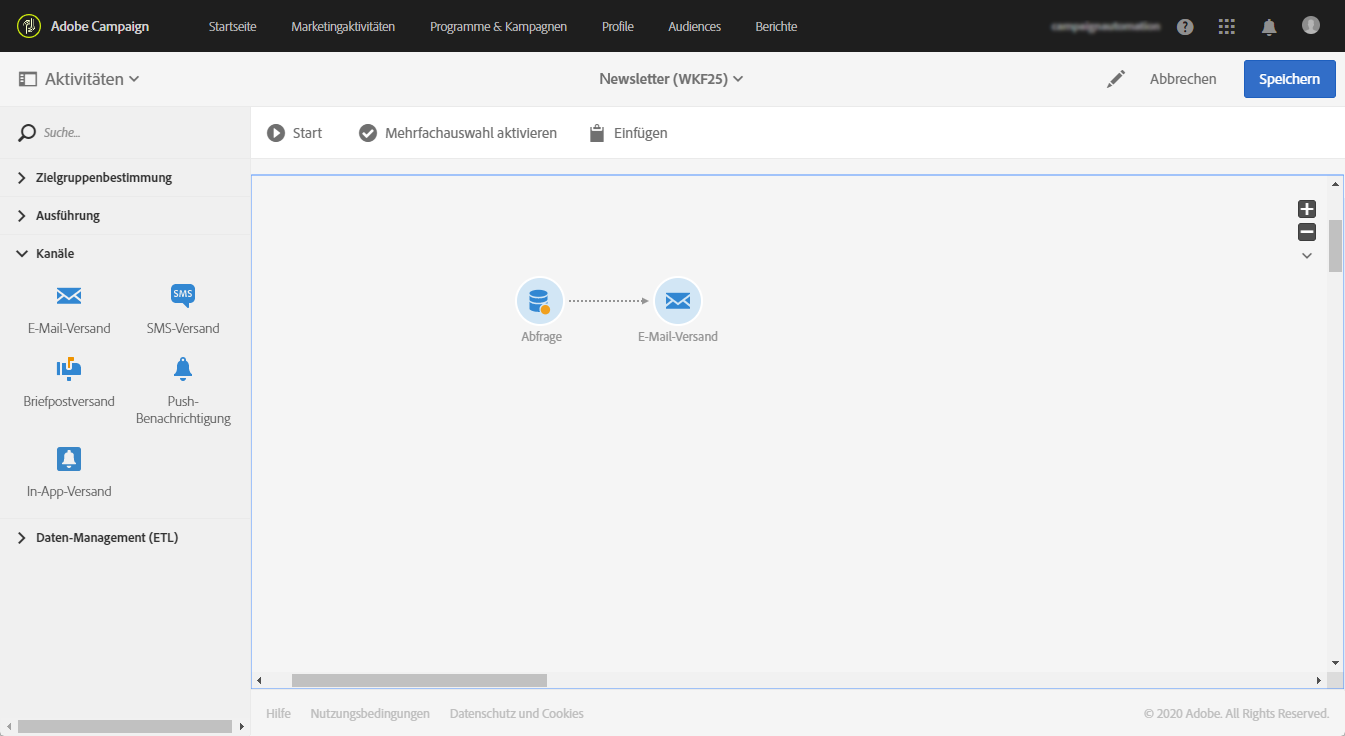 Adobe Campaign
Startseite
Marketingaktivitäten
Programme & Kampagnen
Profile
Audiences
Berichte
Aktivitäten
Newsletter (WKF25)
Abbrechen
Speichern
Suche...
Start
Mehrfachauswahl aktivieren
Einfügen
Zielgruppenbestimmung
Ausführung
Kanäle
SMS
E-Mail-Versand
SMS-Versand
Briefpostversand
Push-
Benachrichtigung
In-App-Versand
Daten-Management (ETL)
Abfrage
E-Mail-Versand
Hilfe
Nutzungsbedingungen
Datenschutz und Cookies
© 2020 Adobe. All Rights Reserved.